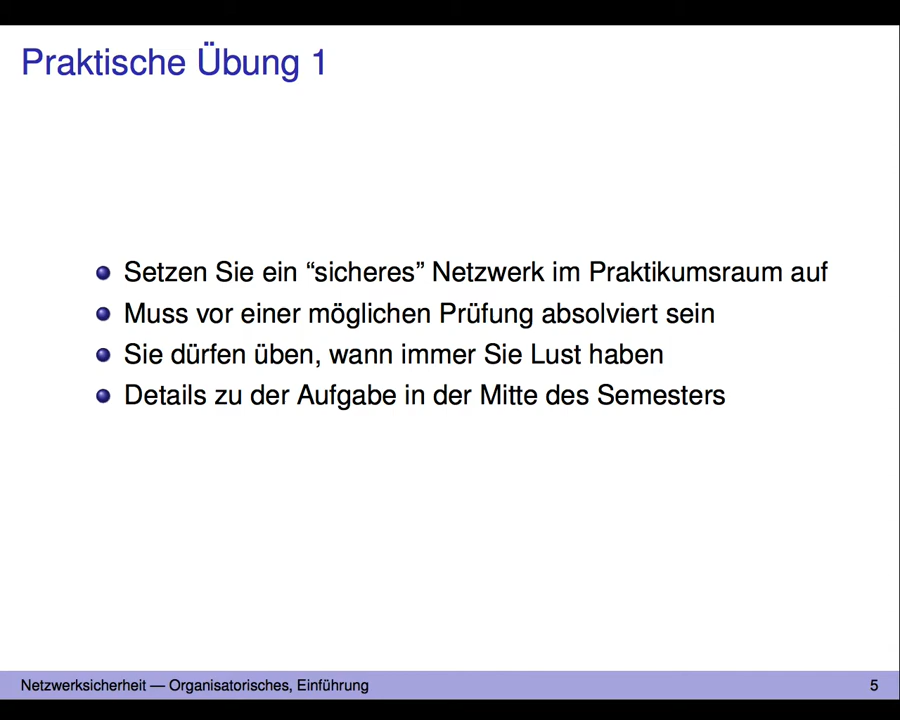 Praktische Übung 1
Setzen Sie ein “sicheres” Netzwerk im Praktikumsraum auf
Muss vor einer möglichen Prüfung absolviert sein
Sie dürfen üben, wann immer Sie Lust haben
Details zu der Aufgabe in der Mitte des Semesters
Netzwerksicherheit — Organisatorisches, Einführung 5